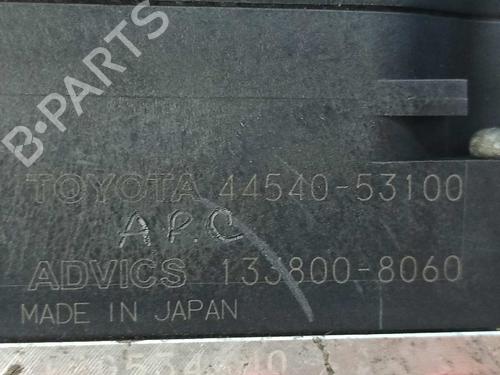 B-PARTS
TOYOTA 44540-53100
A.P.C
ADVICS 133800-8060
MADE IN JAPAN